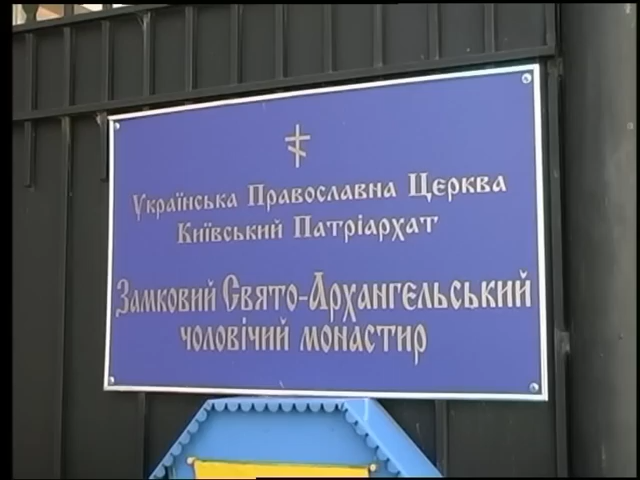 Українська Православна Церква
Київський Патріархат
Замковий Свято-Архангельський
чоловічий монастир